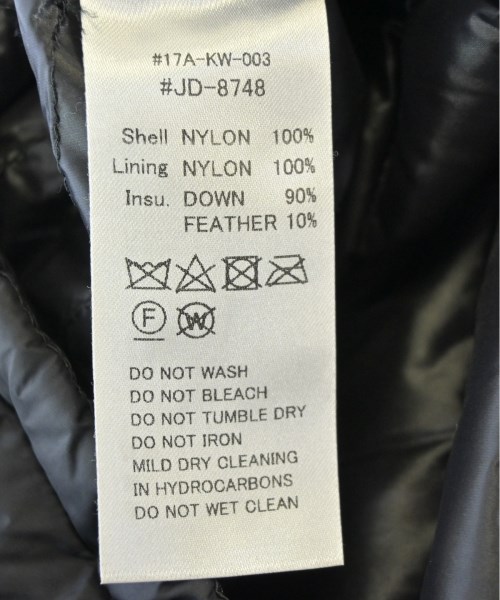 #17A-KW-003
#JD-8748
Shell NYLON 100%
Lining NYLON 100%
Insu. DOWN 90%
FEATHER 10%
F W
DO NOT WASH
DO NOT BLEACH
DO NOT TUMBLE DRY
DO NOT IRON
MILD DRY CLEANING
IN HYDROCARBONS
DO NOT WET CLEAN